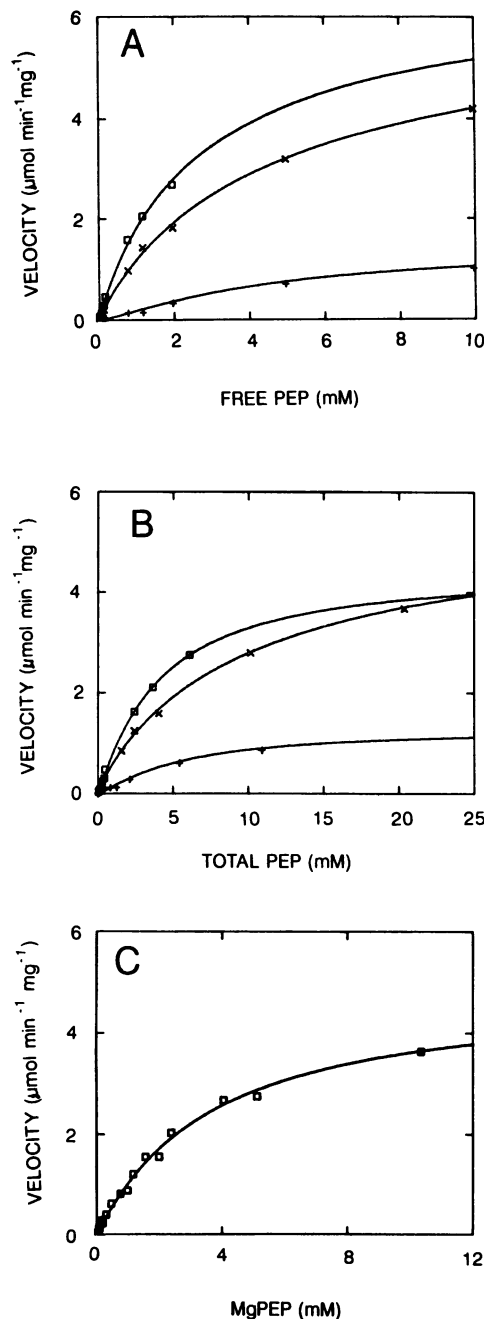 A
6
4
2
0
VELOCITY (µmol min⁻¹mg⁻¹)
0 2 4 6 8 10
FREE PEP (mM)
B
6
4
2
0
VELOCITY (µmol min⁻¹mg⁻¹)
0 5 10 15 20 25
TOTAL PEP (mM)
C
6
4
2
0
VELOCITY (µmol min⁻¹ mg⁻¹)
0 4 8 12
MgPEP (mM)